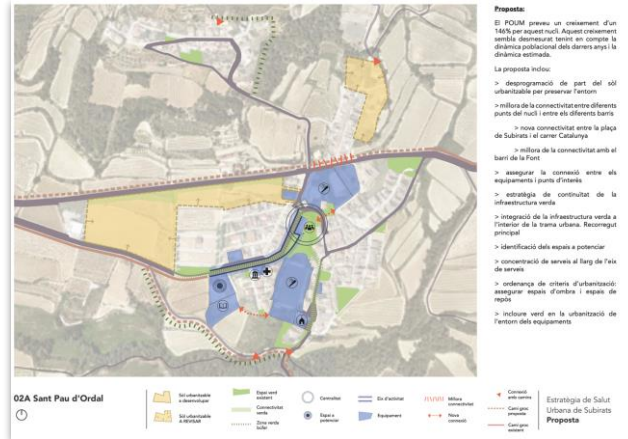 Proposta:
El POUM preveu un creixement d'un
146% per aquest nucli. Aquest creixement
sembla desmesurat tenint en compte la
dinàmica poblacional dels darrers anys i la
dinàmica estimada.
La proposta inclou:
> desprogramació de part del sòl
urbanitzable per preservar l'entorn
> millora de la connectivitat entre diferents
punts del nucli i entre els diferents barris
> nova connectivitat entre la plaça
de Subirats i el carrer Catalunya
> millora de la connectivitat amb el
barri de la Font
> assegurar la connexió entre els
equipaments i punts d'interès
> estratègia de continuïtat de la
infraestructura verda
> integració de la infraestructura verda a
l'interior de la trama urbana. Recorregut
principal
> identificació dels espais a potenciar
> concentració de serveis al llarg de l'eix
de serveis
> ordenança de criteris d'urbanització:
assegurar espais d'ombra i espais de
repòs
> incloure verd en la urbanització de
l'entorn dels equipaments
02A Sant Pau d'Ordal
Sòl urbanitzable
a desenvolupar
Sòl urbanitzable
A REVISAR
Espai verd
existent
Connectivitat
verda
Zona verda
Centralitat
Espai a
potenciar
Eix d'activitat
Equipament
Millora
connectivitat
Nova
connexió
Connexió
amb camins
Carri groc
proposta
Carri groc
existent
Estratègia de Salut
Urbana de Subirats
Proposta